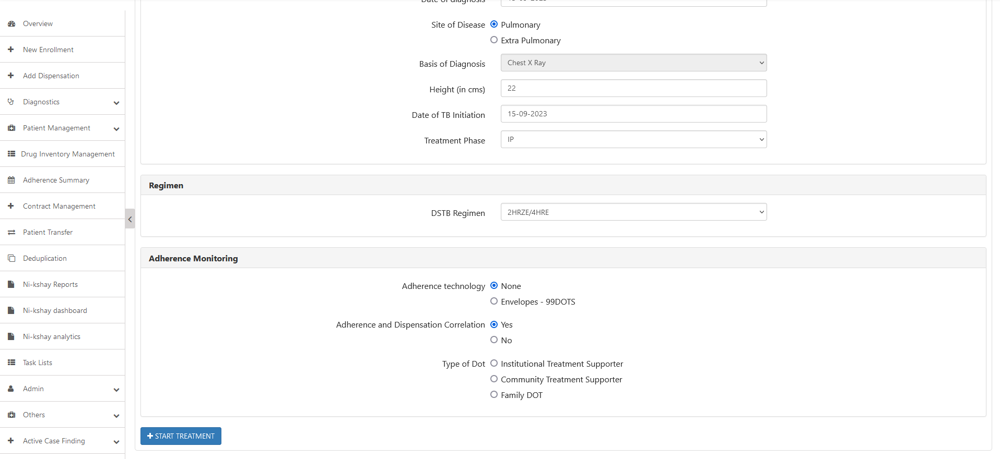 Overview
New Enrollment
Add Dispensation
Diagnostics
Patient Management
Drug Inventory Management
Adherence Summary
Contract Management
Patient Transfer
Deduplication
Ni-kshay Reports
Ni-kshay dashboard
Ni-kshay analytics
Task Lists
Admin
Others
Active Case Finding
Date of diagnosis
Site of Disease Pulmonary
Extra Pulmonary
Basis of Diagnosis Chest X Ray
Height (in cms) 22
Date of TB Initiation 15-09-2023
Treatment Phase IP
Regimen
DSTB Regimen 2HRZE/4HRE
Adherence Monitoring
Adherence technology None
Envelopes - 99DOTS
Adherence and Dispensation Correlation Yes
No
Type of Dot Institutional Treatment Supporter
Community Treatment Supporter
Family DOT
START TREATMENT